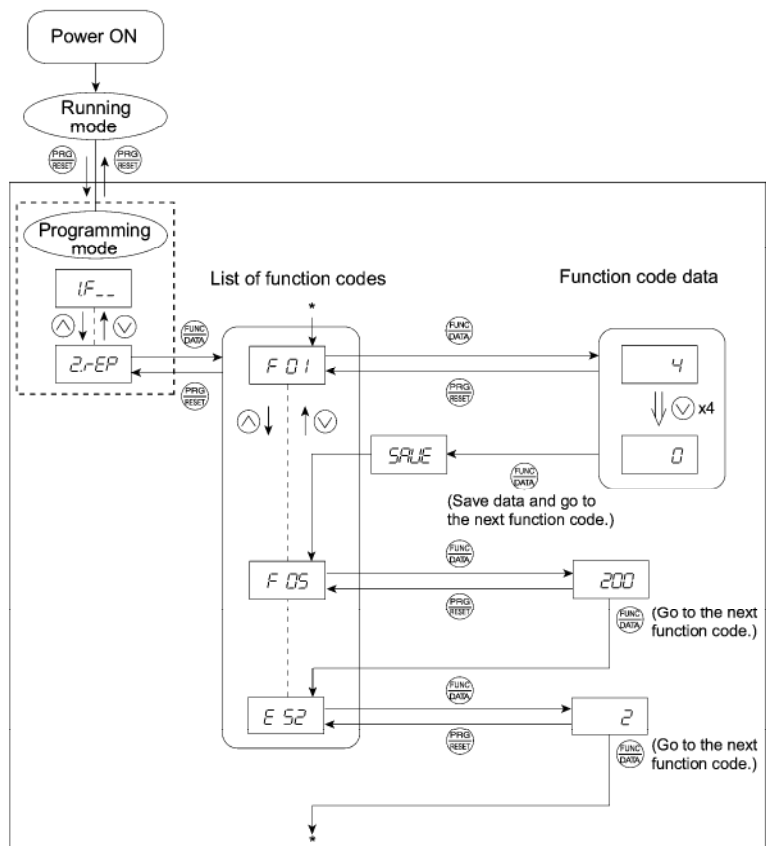 Power ON
Running
mode
PRG
RESET
PRG
RESET
Programming
mode
1.F__
2.rEP
FUNC
DATA
PRG
RESET
List of function codes
*
F 01
F 05
E 52
FUNC
DATA
PRG
RESET
Function code data
4
x4
0
SAVE
FUNC
DATA
(Save data and go to
the next function code.)
FUNC
DATA
PRG
RESET
200
FUNC
DATA
(Go to the next
function code.)
FUNC
DATA
PRG
RESET
2
FUNC
DATA
(Go to the next
function code.)
*